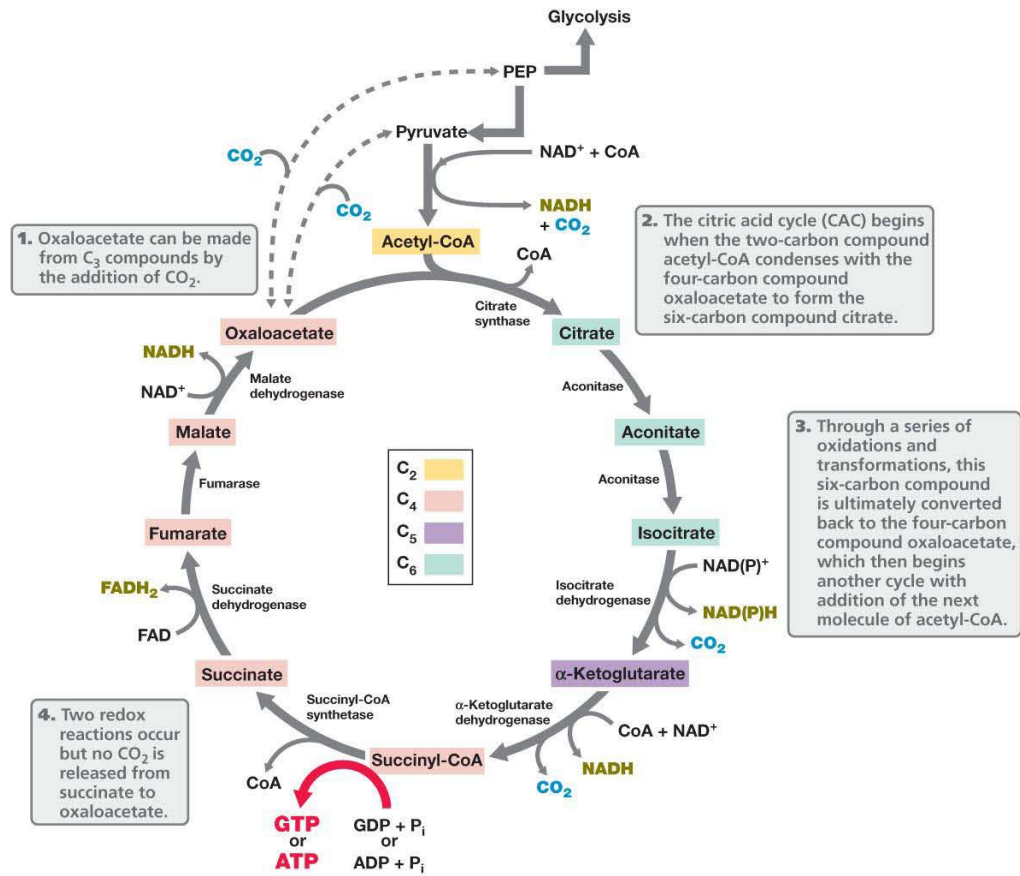 Glycolysis
PEP
Pyruvate
CO₂
CO₂
NAD⁺ + CoA
NADH
+ CO₂
Acetyl-CoA
CoA
1. Oxaloacetate can be made
from C₃ compounds by
the addition of CO₂.
2. The citric acid cycle (CAC) begins
when the two-carbon compound
acetyl-CoA condenses with the
four-carbon compound
oxaloacetate to form the
six-carbon compound citrate.
Citrate
synthase
Oxaloacetate
Citrate
NADH
NAD⁺
Malate
dehydrogenase
Aconitase
Malate
Aconitate
Fumarase
Aconitase
C₂
C₄
C₅
C₆
3. Through a series of
oxidations and
transformations, this
six-carbon compound
is ultimately converted
back to the four-carbon
compound oxaloacetate,
which then begins
another cycle with
addition of the next
molecule of acetyl-CoA.
Fumarate
Isocitrate
FADH₂
FAD
Succinate
dehydrogenase
Isocitrate
dehydrogenase
NAD(P)⁺
NAD(P)H
CO₂
Succinate
α-Ketoglutarate
Succinyl-CoA
synthetase
α-Ketoglutarate
dehydrogenase
CoA + NAD⁺
NADH
CO₂
4. Two redox
reactions occur
but no CO₂ is
released from
succinate to
oxaloacetate.
Succinyl-CoA
CoA
GTP
or
ATP
GDP + Pᵢ
or
ADP + Pᵢ